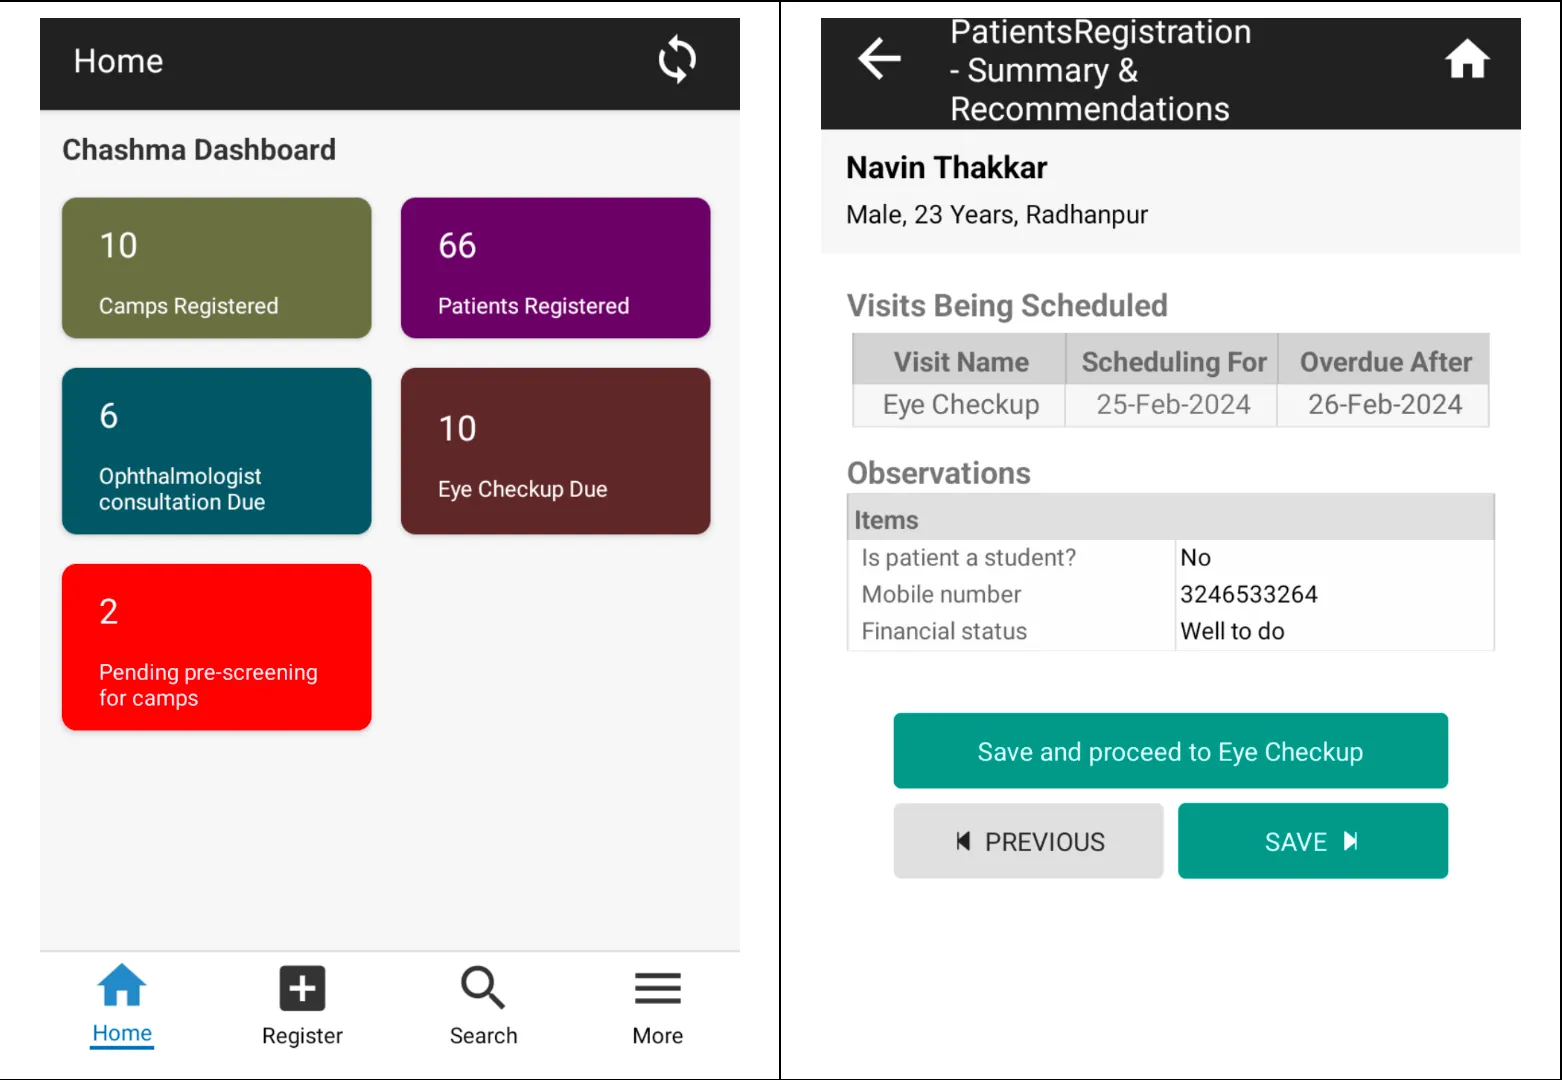 Home
Chashma Dashboard
10
Camps Registered
66
Patients Registered
6
Ophthalmologist
consultation Due
10
Eye Checkup Due
2
Pending pre-screening
for camps
Home
Register
Search
More
PatientsRegistration
- Summary &
Recommendations
Navin Thakkar
Male, 23 Years, Radhanpur
Visits Being Scheduled
Visit Name Scheduling For Overdue After
Eye Checkup 25-Feb-2024 26-Feb-2024
Observations
Items
Is patient a student? No
Mobile number 3246533264
Financial status Well to do
Save and proceed to Eye Checkup
PREVIOUS
SAVE